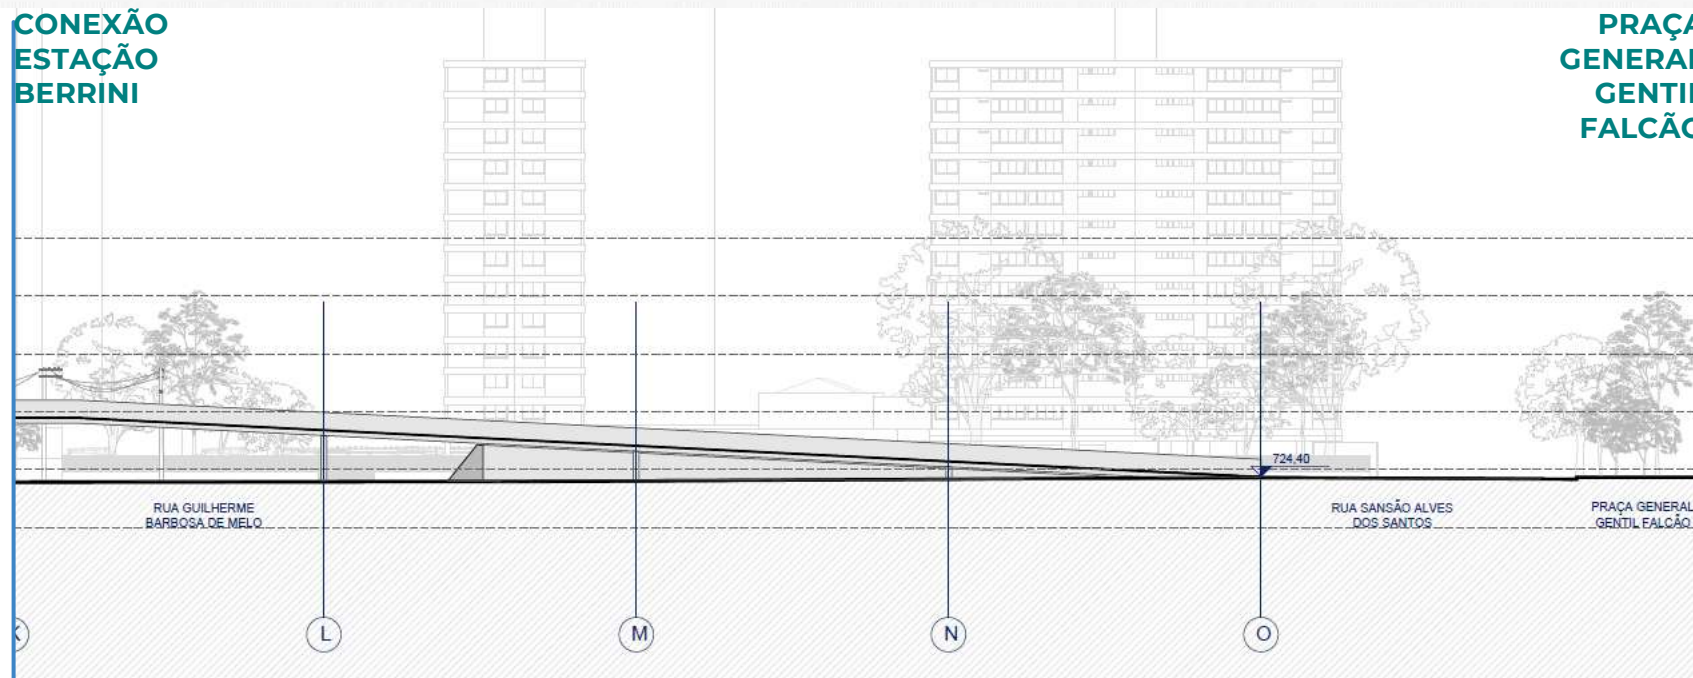 CONEXÃO
ESTAÇÃO
BERRINI
PRAÇA
GENERAL
GENTIL
FALCÃO
724,40
RUA GUILHERME
BARBOSA DE MELO
RUA SANSÃO ALVES
DOS SANTOS
PRAÇA GENERAL
GENTIL FALCÃO
K
L
M
N
O